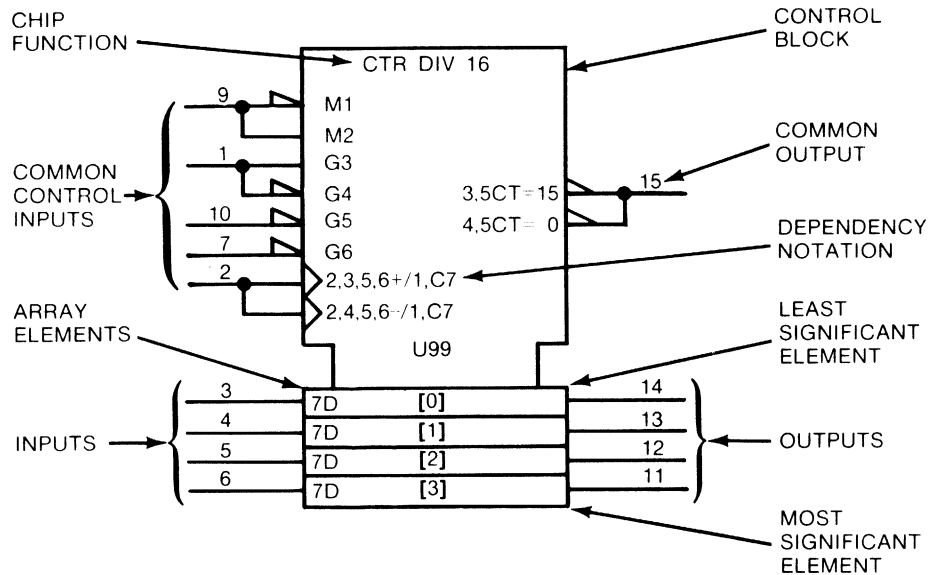 CHIP
FUNCTION
CONTROL
BLOCK
CTR DIV 16
9
M1
M2
COMMON
OUTPUT
1
G3
COMMON
CONTROL
INPUTS
G4
3,5CT=15
15
10
G5
4,5CT= 0
7
G6
DEPENDENCY
NOTATION
2
2,3,5,6+/1,C7
2,4,5,6-/1,C7
ARRAY
ELEMENTS
LEAST
SIGNIFICANT
ELEMENT
U99
3
7D
[0]
14
4
7D
[1]
13
INPUTS
OUTPUTS
5
7D
[2]
12
6
7D
[3]
11
MOST
SIGNIFICANT
ELEMENT